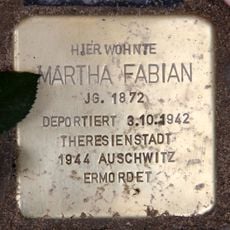 HIER WOHNTE
MARTHA FABIAN
JG. 1872
DEPORTIERT 3.10.1942
THERESIENSTADT
1944 AUSCHWITZ
ERMORDET